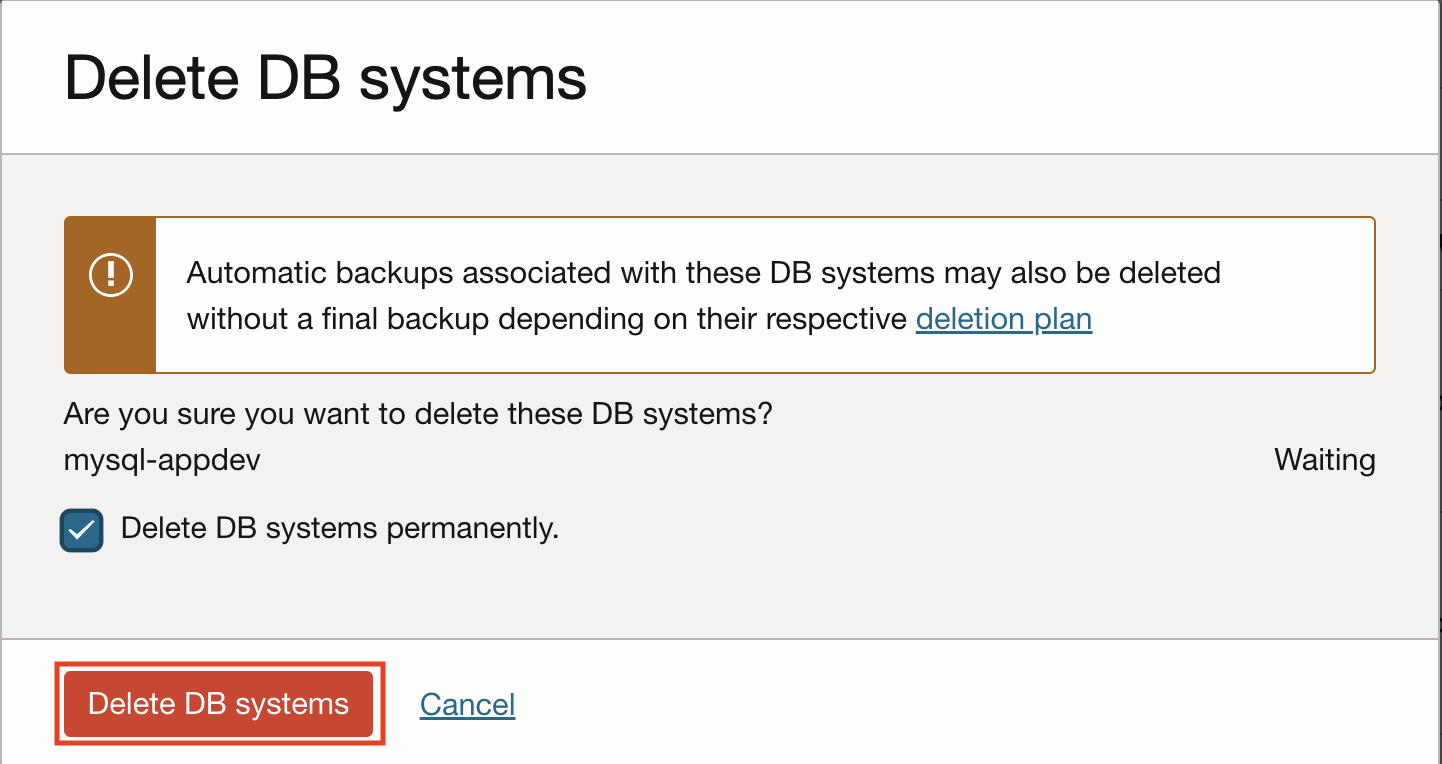 Delete DB systems
Automatic backups associated with these DB systems may also be deleted
without a final backup depending on their respective deletion plan
Are you sure you want to delete these DB systems?
mysql-appdev Waiting
Delete DB systems permanently.
Delete DB systems Cancel